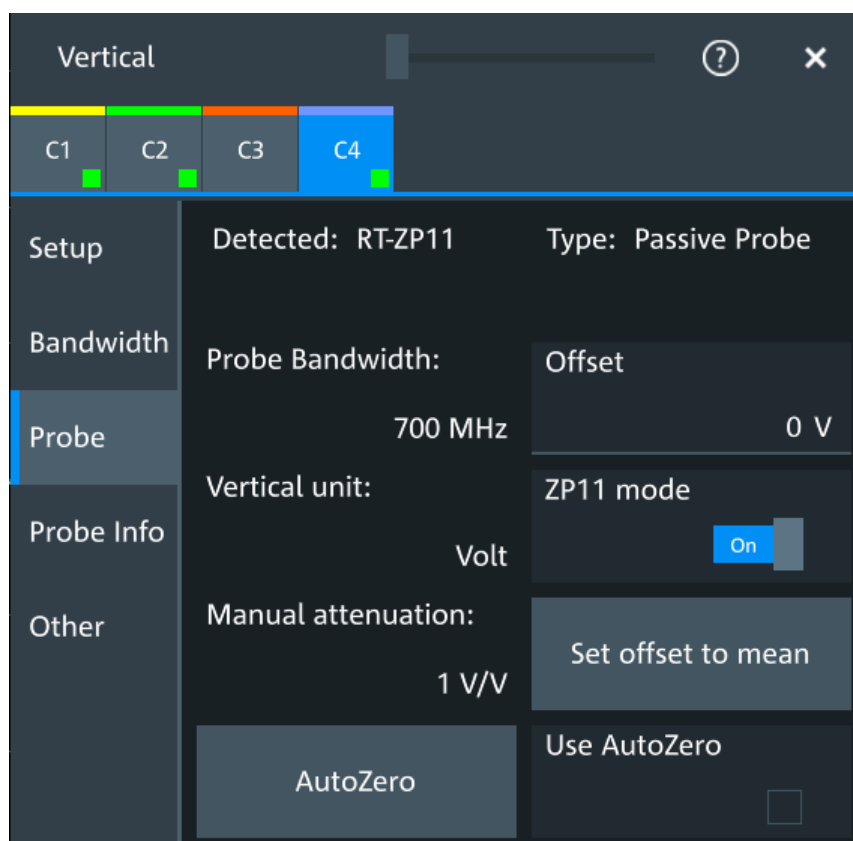 Vertical
?
C1 C2 C3 C4
Setup
Bandwidth
Probe
Probe Info
Other
Detected: RT-ZP11 Type: Passive Probe
Probe Bandwidth:
700 MHz
Offset
0 V
Vertical unit:
Volt
ZP11 mode
On
Manual attenuation:
1 V/V
Set offset to mean
AutoZero
Use AutoZero